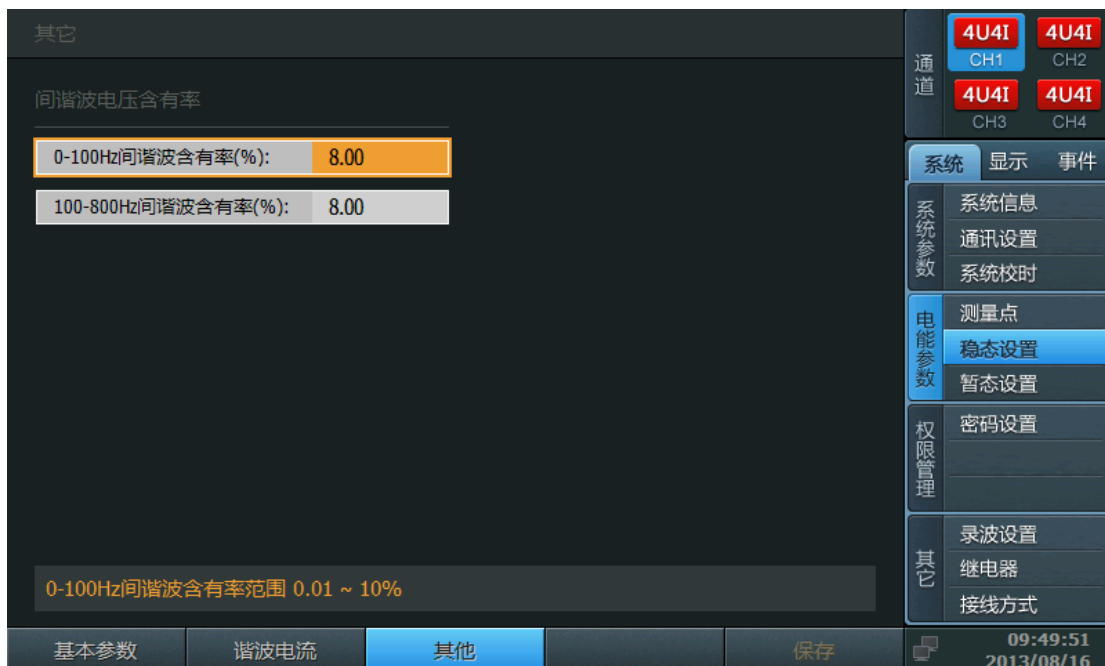 其它
间谐波电压含有率
0-100Hz间谐波含有率(%): 8.00
100-800Hz间谐波含有率(%): 8.00
0-100Hz间谐波含有率范围 0.01 ~ 10%
基本参数 谐波电流 其他 保存
通道
4U4I 4U4I
CH1 CH2
4U4I 4U4I
CH3 CH4
系统 显示 事件
系统参数
系统信息
通讯设置
系统校时
电能参数
测量点
稳态设置
暂态设置
权限管理
密码设置
其它
录波设置
继电器
接线方式
09:49:51
2013/08/16